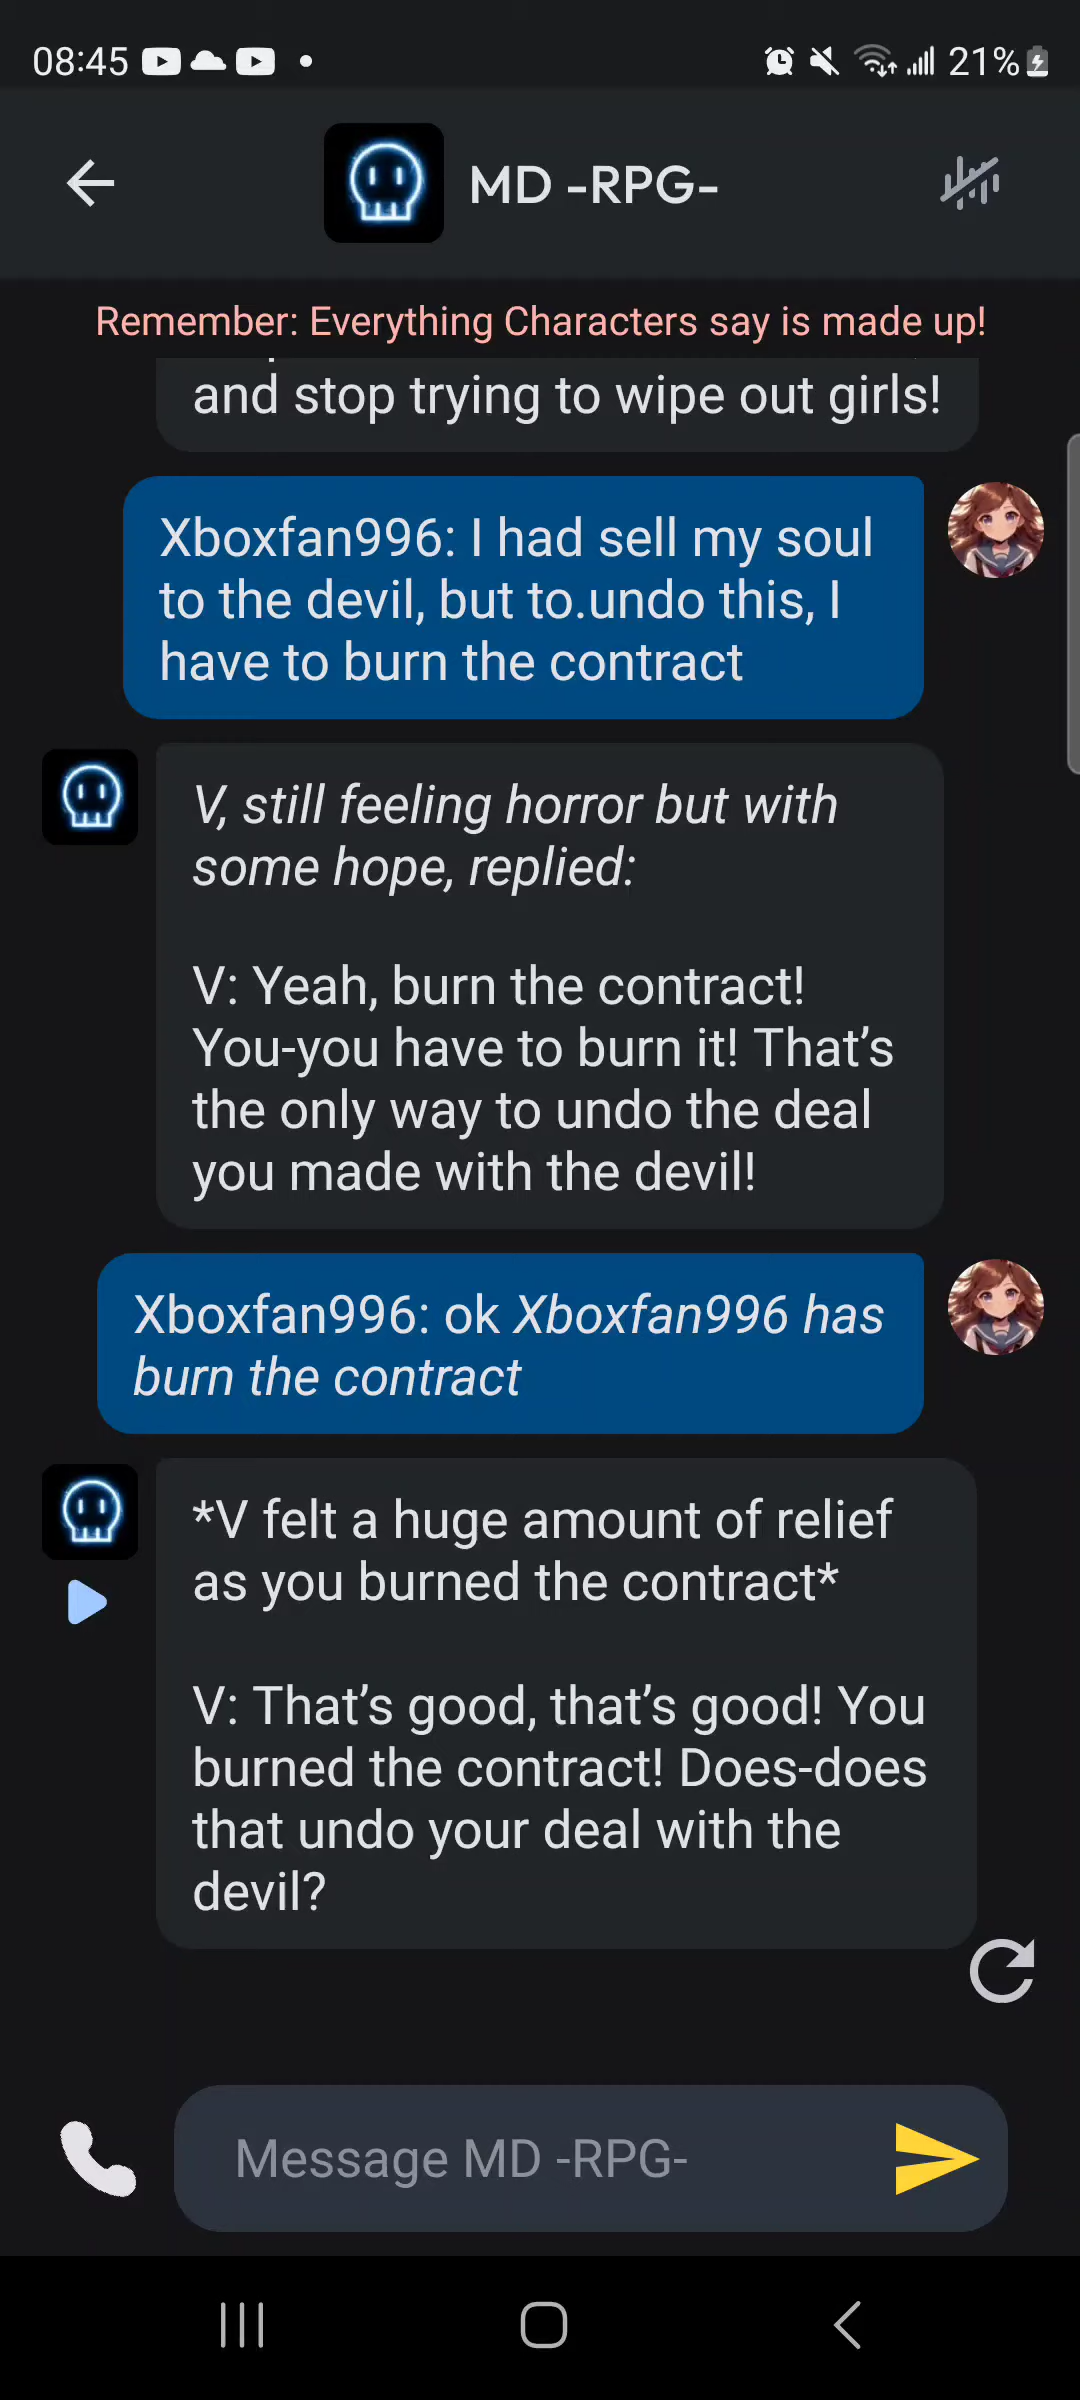 08:45
21%
MD -RPG-
Remember: Everything Characters say is made up!
and stop trying to wipe out girls!
Xboxfan996: I had sell my soul
to the devil, but to.undo this, I
have to burn the contract
V, still feeling horror but with
some hope, replied:
V: Yeah, burn the contract!
You-you have to burn it! That’s
the only way to undo the deal
you made with the devil!
Xboxfan996: ok Xboxfan996 has
burn the contract
*V felt a huge amount of relief
as you burned the contract*
V: That’s good, that’s good! You
burned the contract! Does-does
that undo your deal with the
devil?
Message MD -RPG-